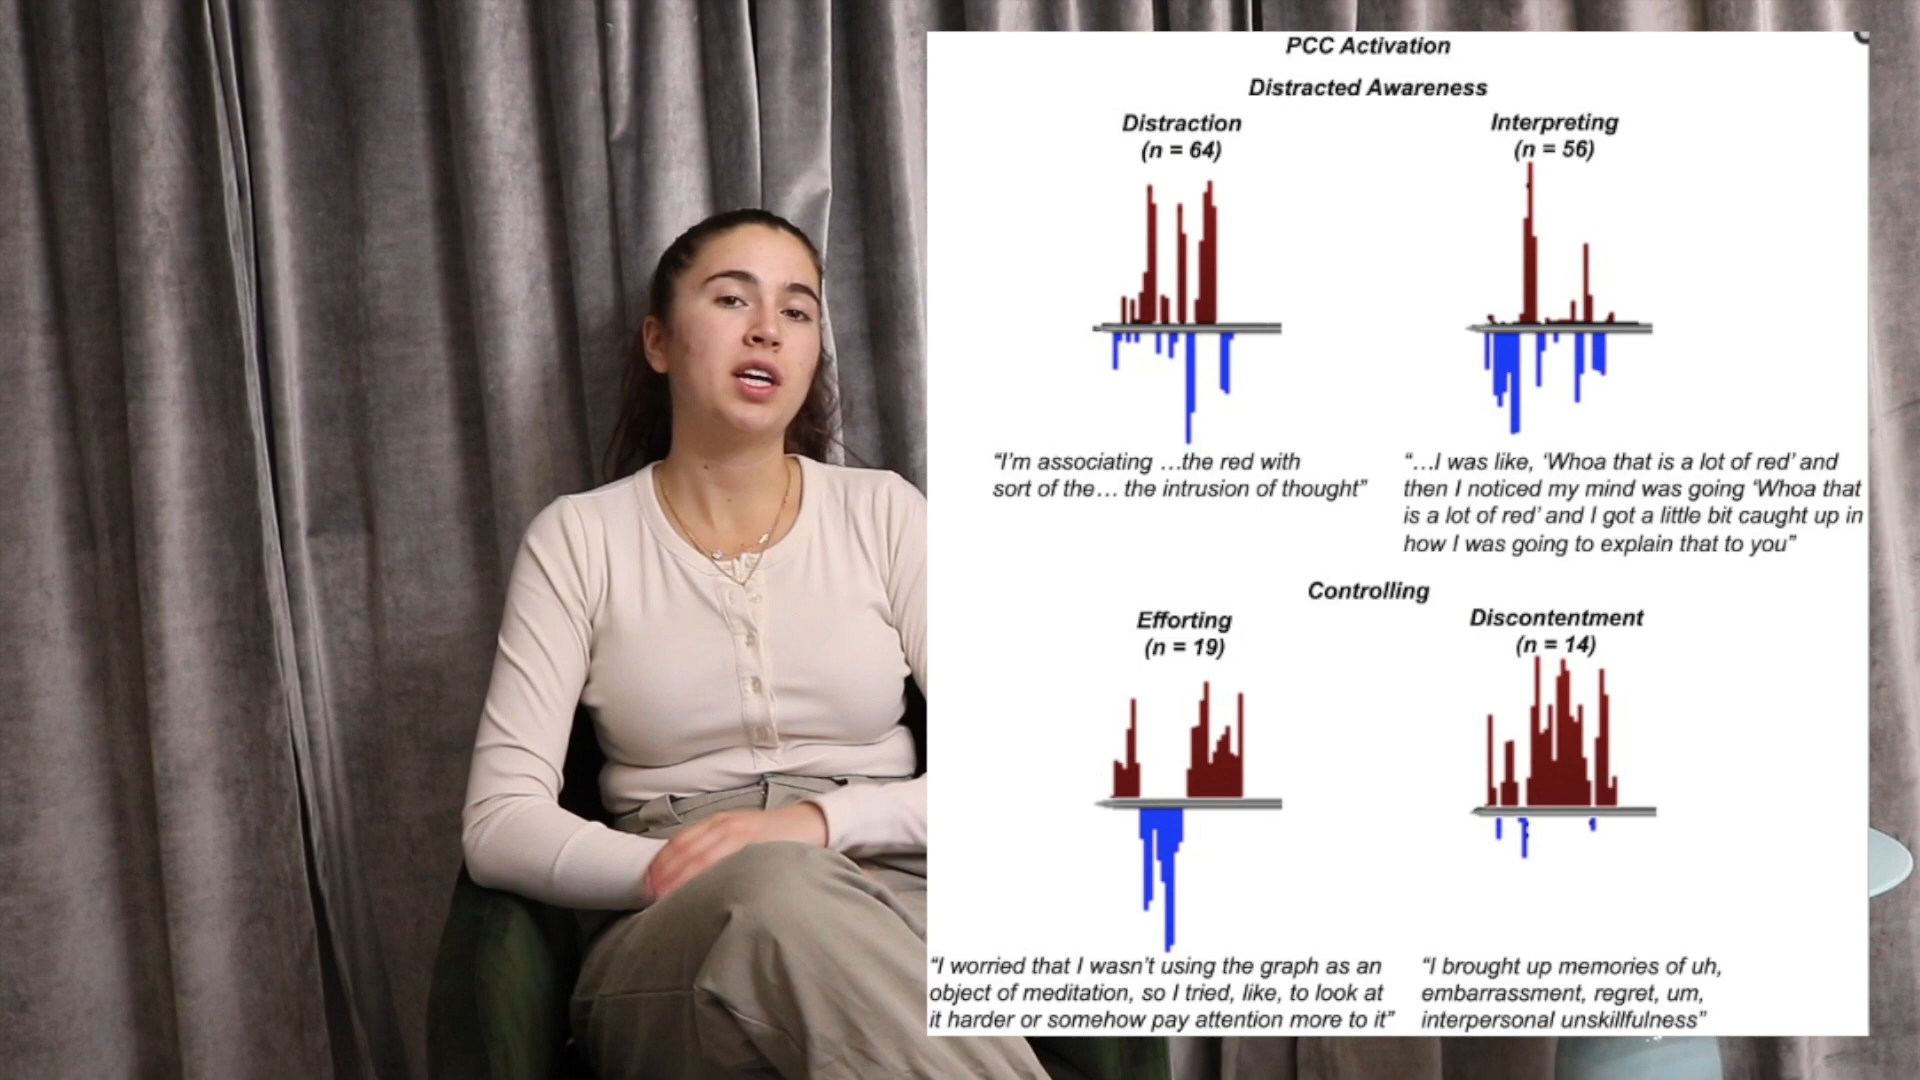 PCC Activation
Distracted Awareness
Distraction
(n = 64)
Interpreting
(n = 56)
“I’m associating …the red with
sort of the… the intrusion of thought”
“…I was like, ‘Whoa that is a lot of red’ and
then I noticed my mind was going ‘Whoa that
is a lot of red’ and I got a little bit caught up in
how I was going to explain that to you”
Controlling
Efforting
(n = 19)
Discontentment
(n = 14)
“I worried that I wasn’t using the graph as an
object of meditation, so I tried, like, to look at
it harder or somehow pay attention more to it”
“I brought up memories of uh,
embarrassment, regret, um,
interpersonal unskillfulness”